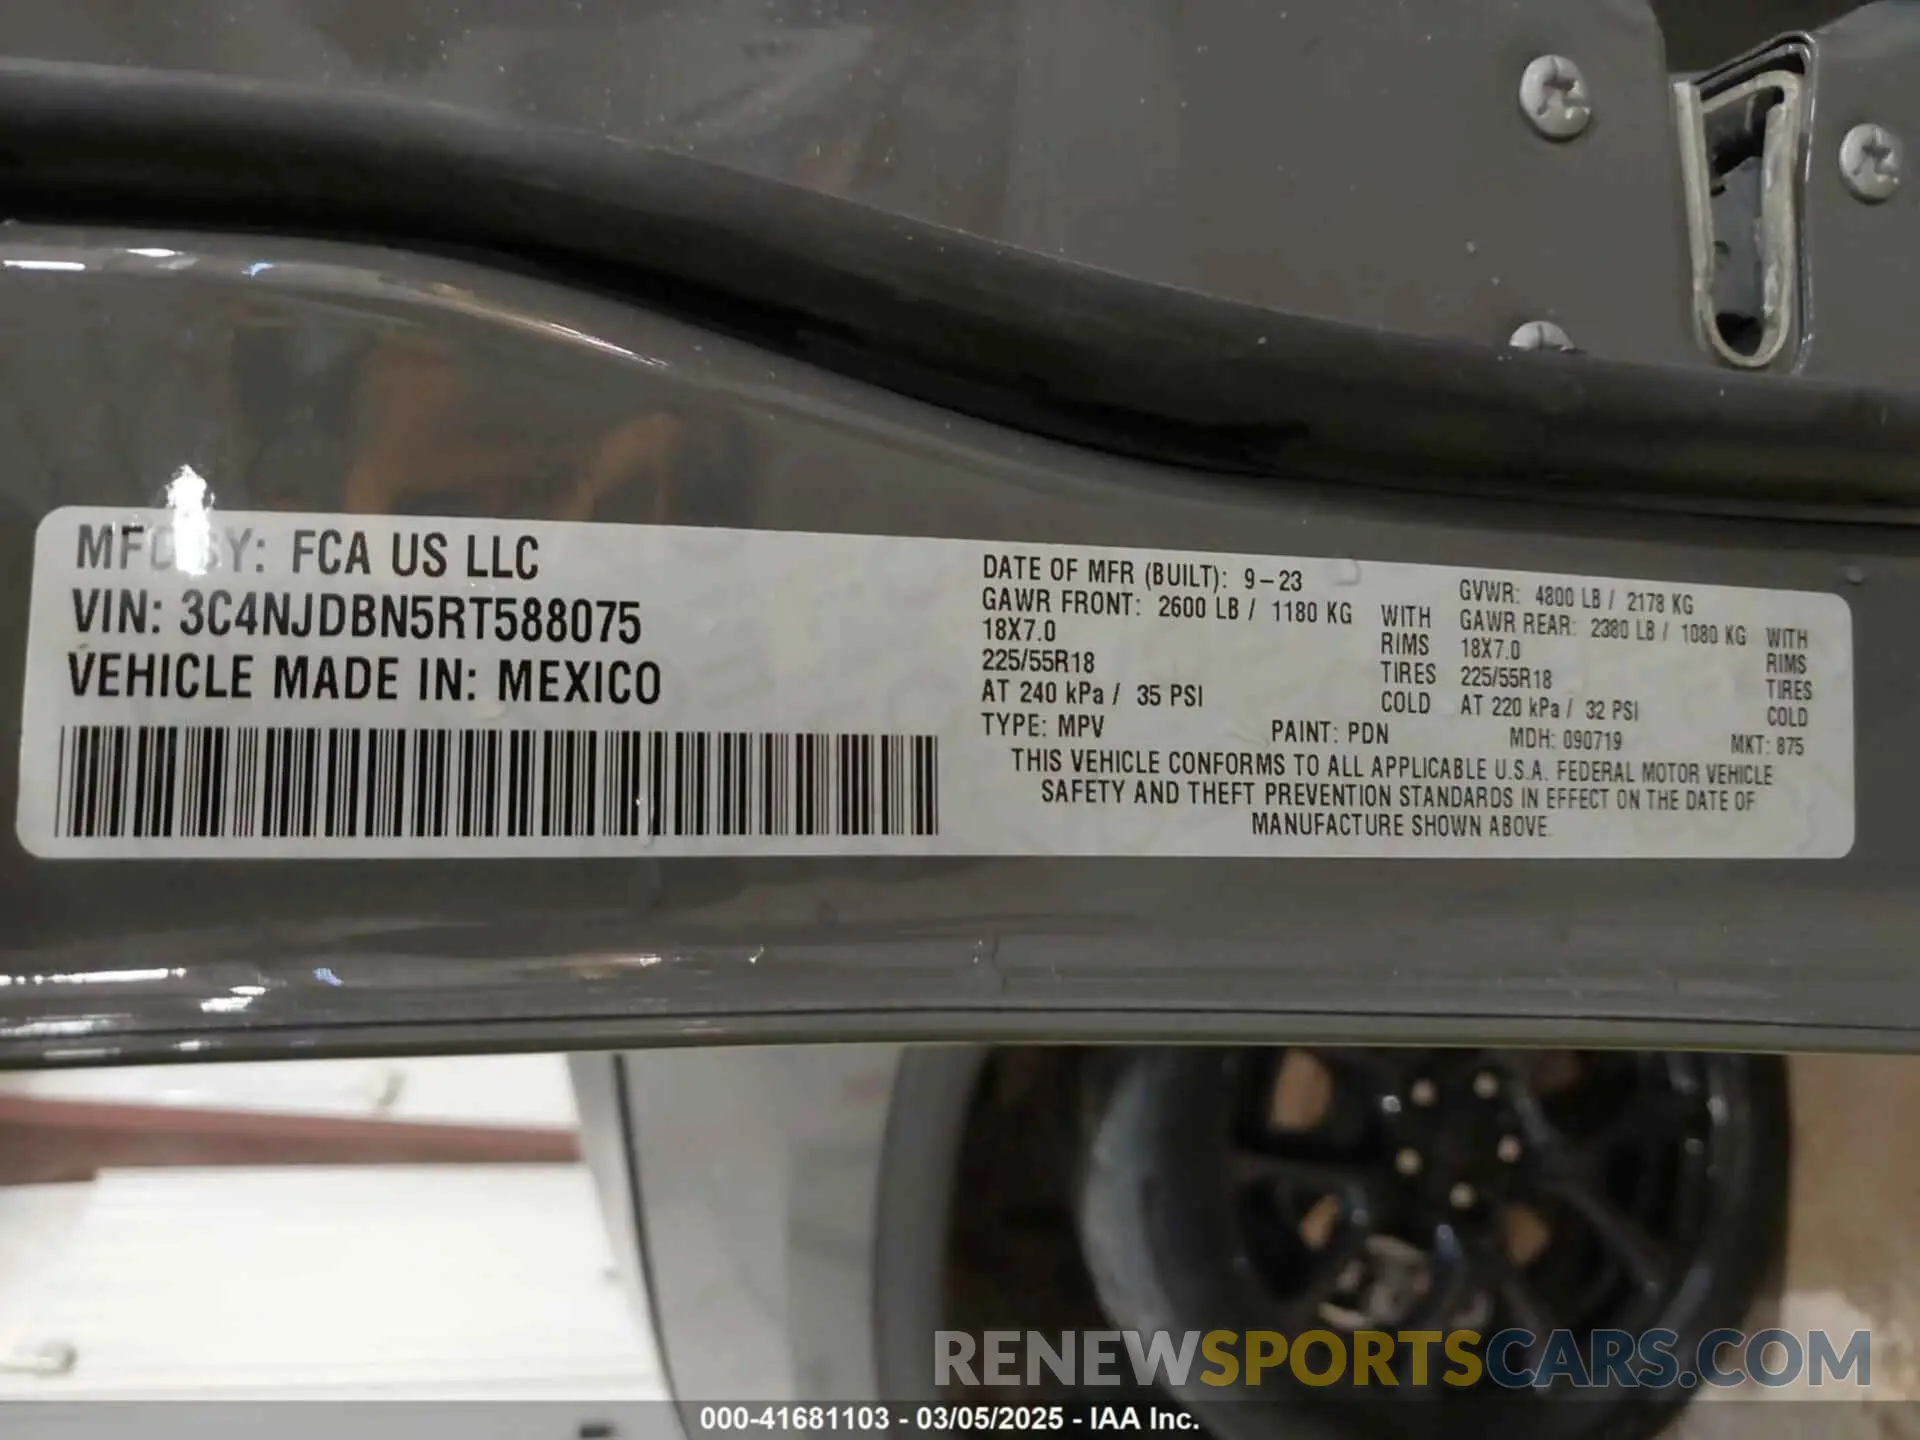 MFG BY: FCA US LLC
VIN: 3C4NJDBN5RT588075
VEHICLE MADE IN: MEXICO
DATE OF MFR (BUILT): 9-23
GAWR FRONT: 2600 LB / 1180 KG WITH
18X7.0 RIMS
225/55R18 TIRES
AT 240 kPa / 35 PSI COLD
GVWR: 4800 LB / 2178 KG
GAWR REAR: 2380 LB / 1080 KG WITH
18X7.0 RIMS
225/55R18 TIRES
AT 220 kPa / 32 PSI COLD
TYPE: MPV PAINT: PDN MDH: 090719 MKT: 875
THIS VEHICLE CONFORMS TO ALL APPLICABLE U.S.A. FEDERAL MOTOR VEHICLE
SAFETY AND THEFT PREVENTION STANDARDS IN EFFECT ON THE DATE OF
MANUFACTURE SHOWN ABOVE.
RENEWSPORTSCARS.COM
000-41681103 - 03/05/2025 - IAA Inc.